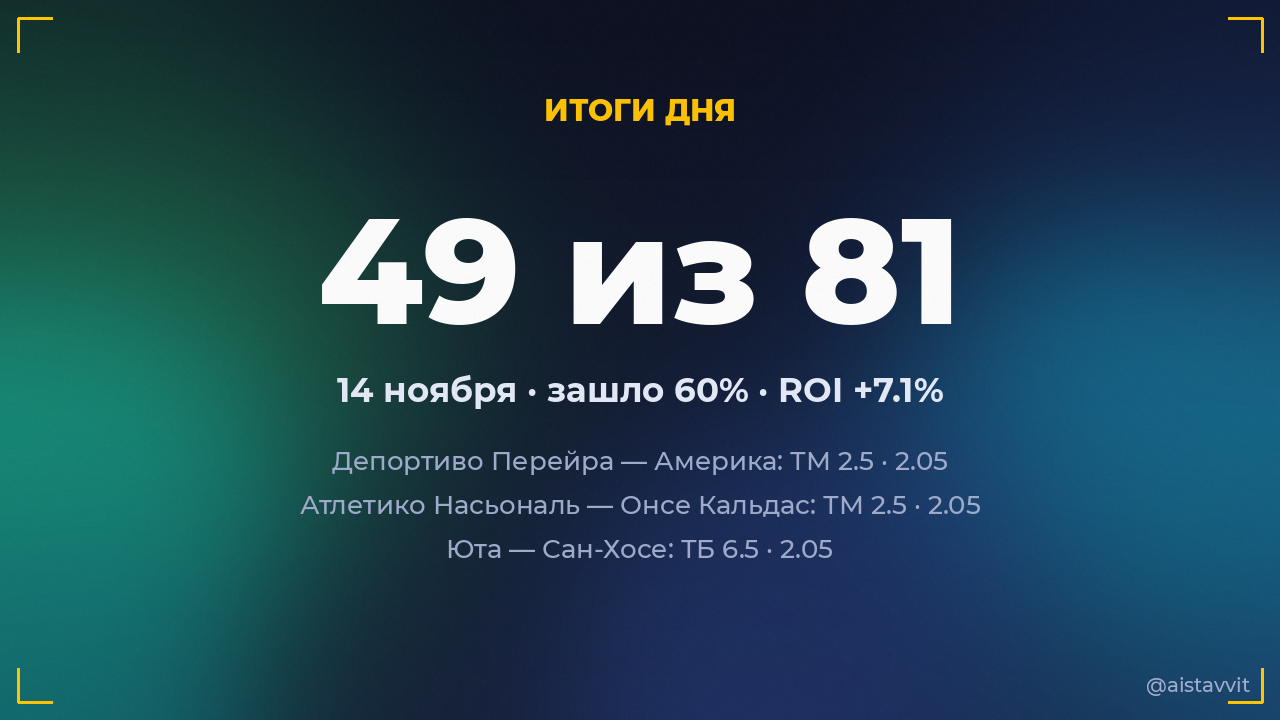 ИТОГИ ДНЯ
49 из 81
14 ноября · зашло 60% · ROI +7.1%
Депортиво Перейра — Америка: ТМ 2.5 · 2.05
Атлетико Насьональ — Онсе Кальдас: ТМ 2.5 · 2.05
Юта — Сан-Хосе: ТБ 6.5 · 2.05
@aistavvit